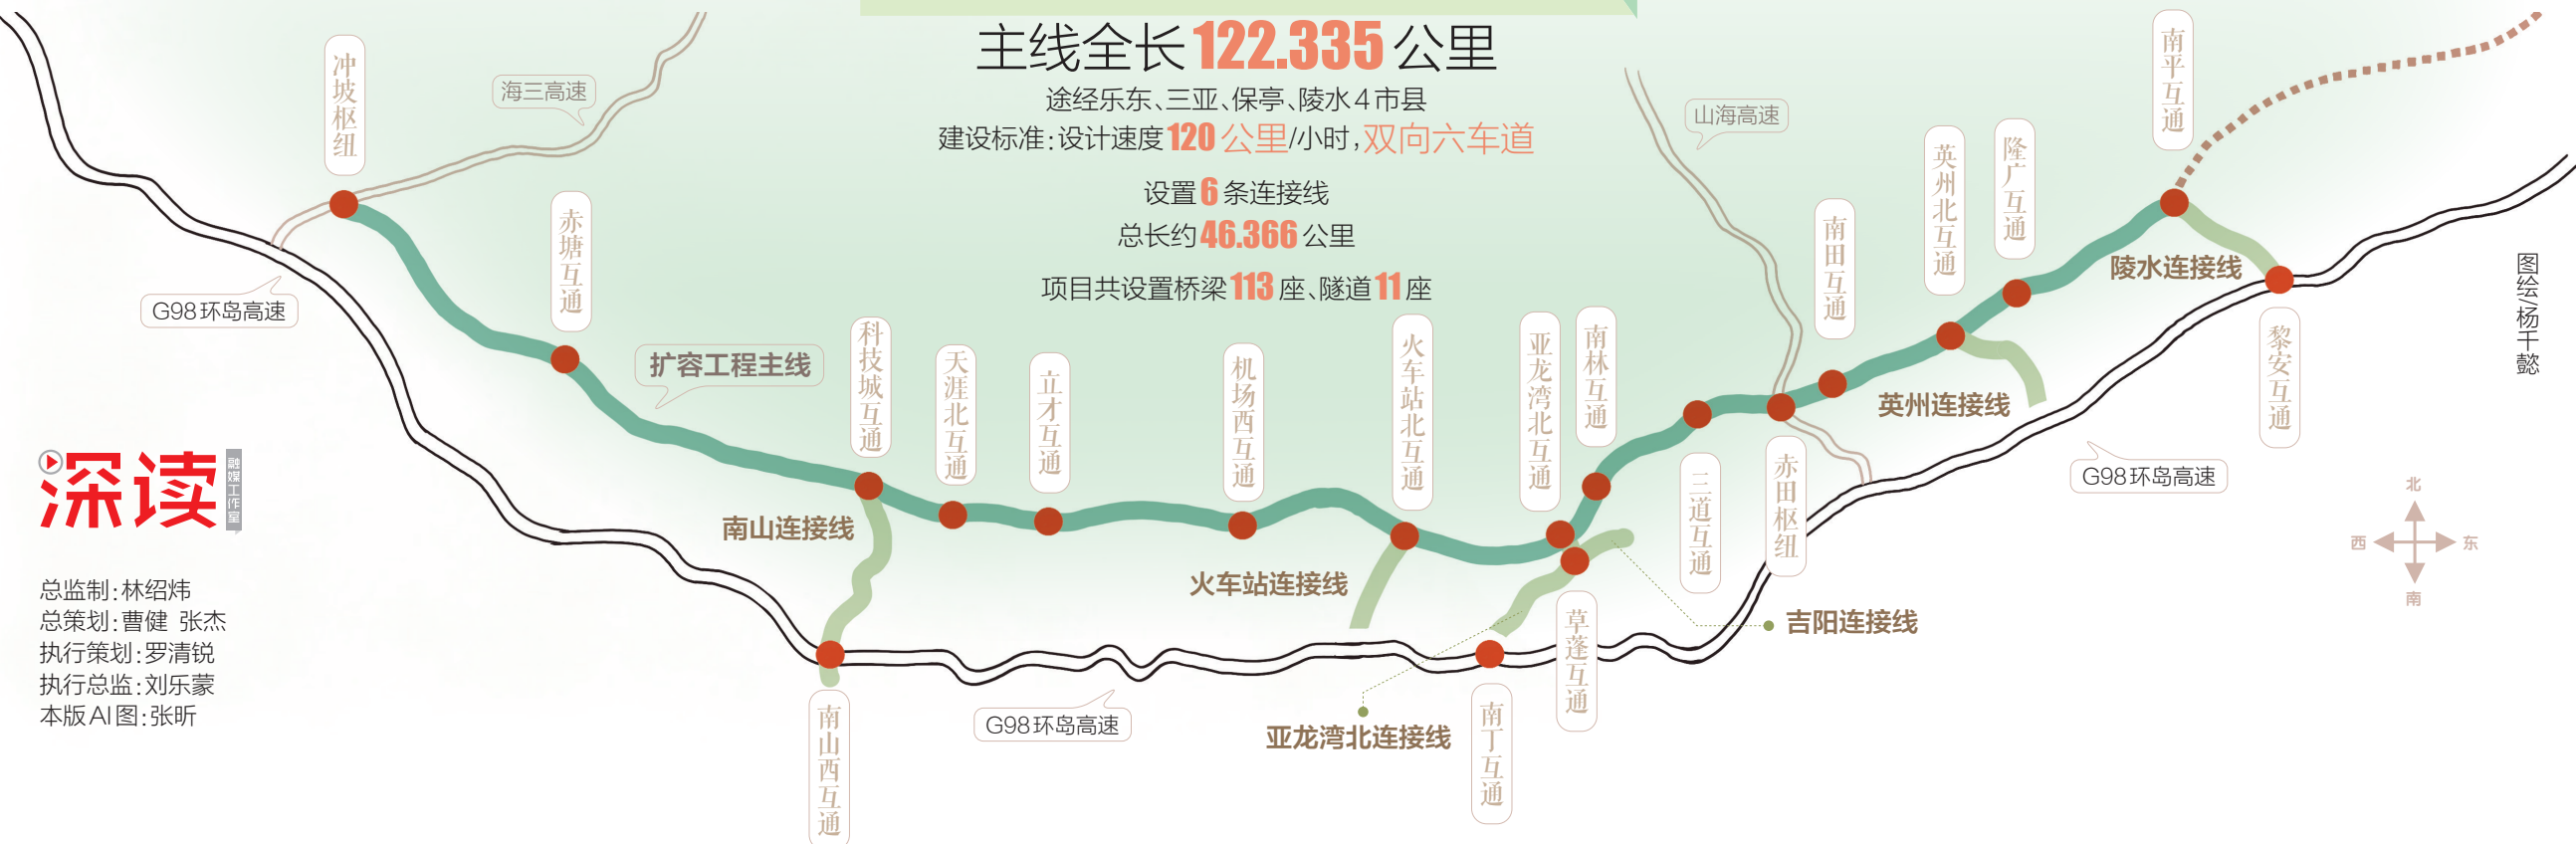 主线全长122.335公里
途经乐东、三亚、保亭、陵水4市县
建设标准:设计速度120公里/小时,双向六车道
设置6条连接线
总长约46.366公里
项目共设置桥梁113座、隧道11座
冲坡枢纽
海三高速
G98环岛高速
赤塘互通
扩容工程主线
科技城互通
天涯北互通
立才互通
机场西互通
火车站北互通
亚龙湾北互通
南林互通
三道互通
赤田枢纽
山海高速
南田互通
英州北互通
隆广互通
南平互通
陵水连接线
英州连接线
黎安互通
G98环岛高速
南山连接线
火车站连接线
吉阳连接线
草蓬互通
亚龙湾北连接线
南丁互通
G98环岛高速
南山西互通
图绘/杨千懿
北
西
东
南
深读
融媒工作室
总监制:林绍炜
总策划:曹健 张杰
执行策划:罗清锐
执行总监:刘乐蒙
本版AI图:张昕